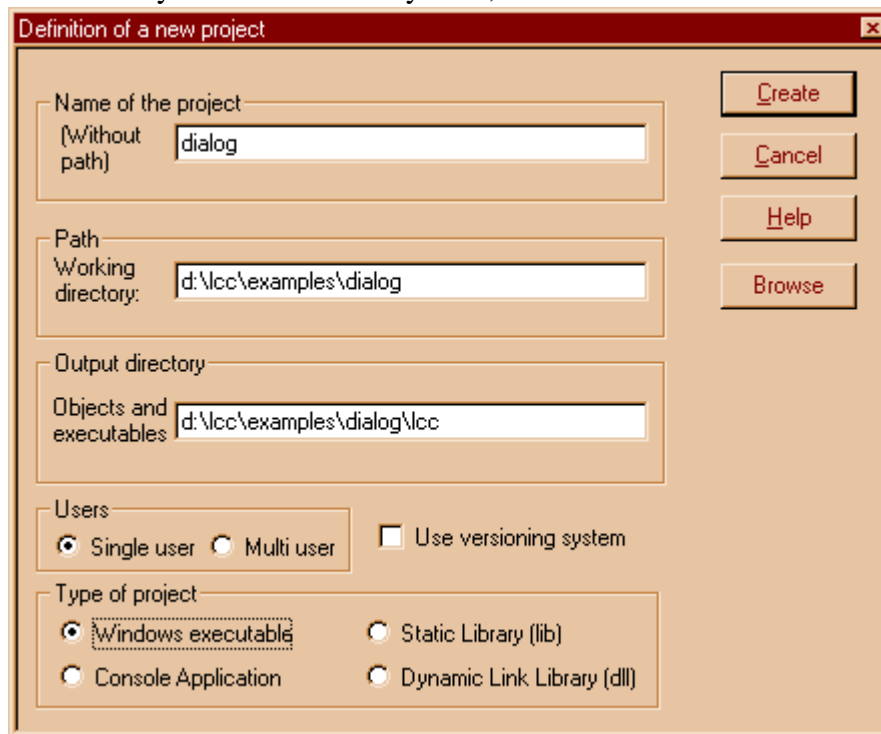 Definition of a new project
Name of the project
(Without
path)
dialog
Create
Cancel
Help
Browse
Path
Working
directory:
d:\lcc\examples\dialog
Output directory
Objects and
executables
d:\lcc\examples\dialog\lcc
Users
Single user Multi user
Use versioning system
Type of project
Windows executable Static Library (lib)
Console Application Dynamic Link Library (dll)